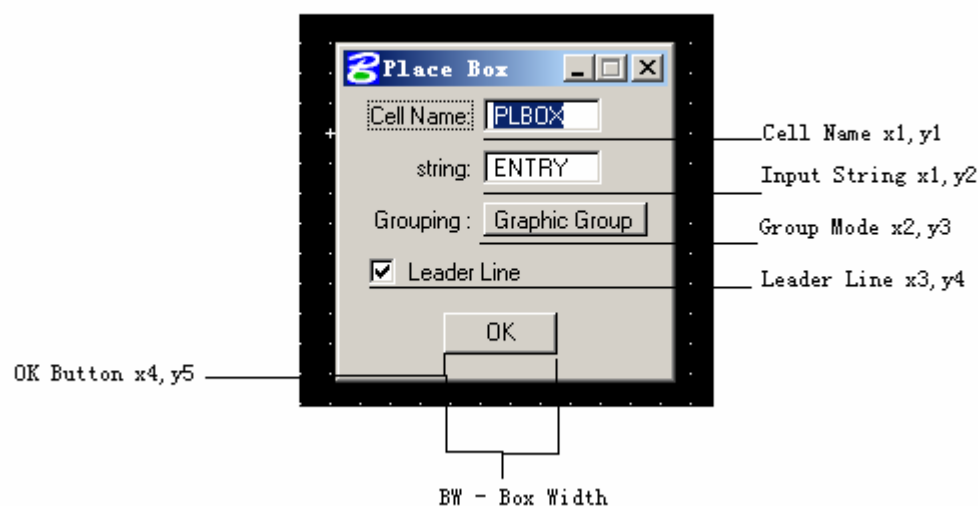 Place Box
Cell Name: PLBOX
Cell Name x1,y1
string: ENTRY
Input String x1,y2
Grouping : Graphic Group
Group Mode x2,y3
Leader Line
Leader Line x3,y4
OK
OK Button x4,y5
BW - Box Width